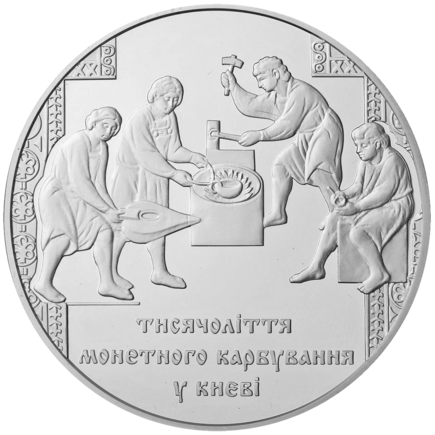 тисячоліття
монетного карбування
у києві